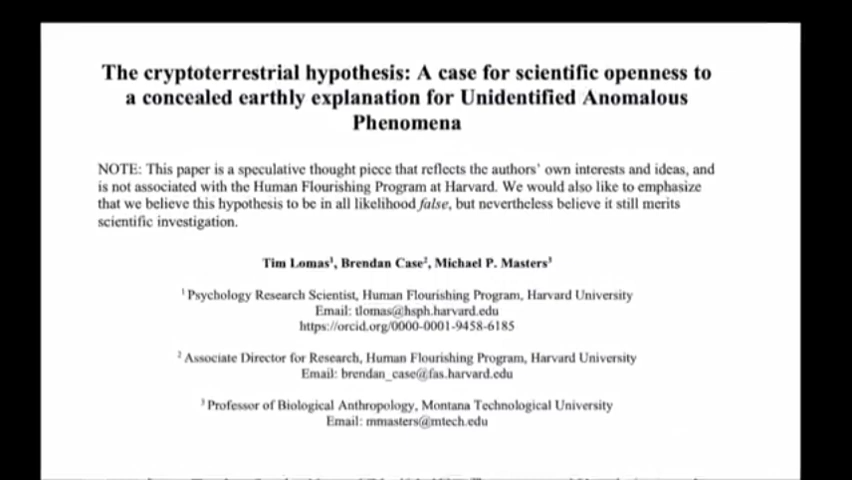 The cryptoterrestrial hypothesis: A case for scientific openness to
a concealed earthly explanation for Unidentified Anomalous
Phenomena
NOTE: This paper is a speculative thought piece that reflects the authors' own interests and ideas, and
is not associated with the Human Flourishing Program at Harvard. We would also like to emphasize
that we believe this hypothesis to be in all likelihood false, but nevertheless believe it still merits
scientific investigation.
Tim Lomas¹, Brendan Case², Michael P. Masters³
¹ Psychology Research Scientist, Human Flourishing Program, Harvard University
Email: tlomas@hsph.harvard.edu
https://orcid.org/0000-0001-9458-6185
² Associate Director for Research, Human Flourishing Program, Harvard University
Email: brendan_case@fas.harvard.edu
³ Professor of Biological Anthropology, Montana Technological University
Email: mmasters@mtech.edu